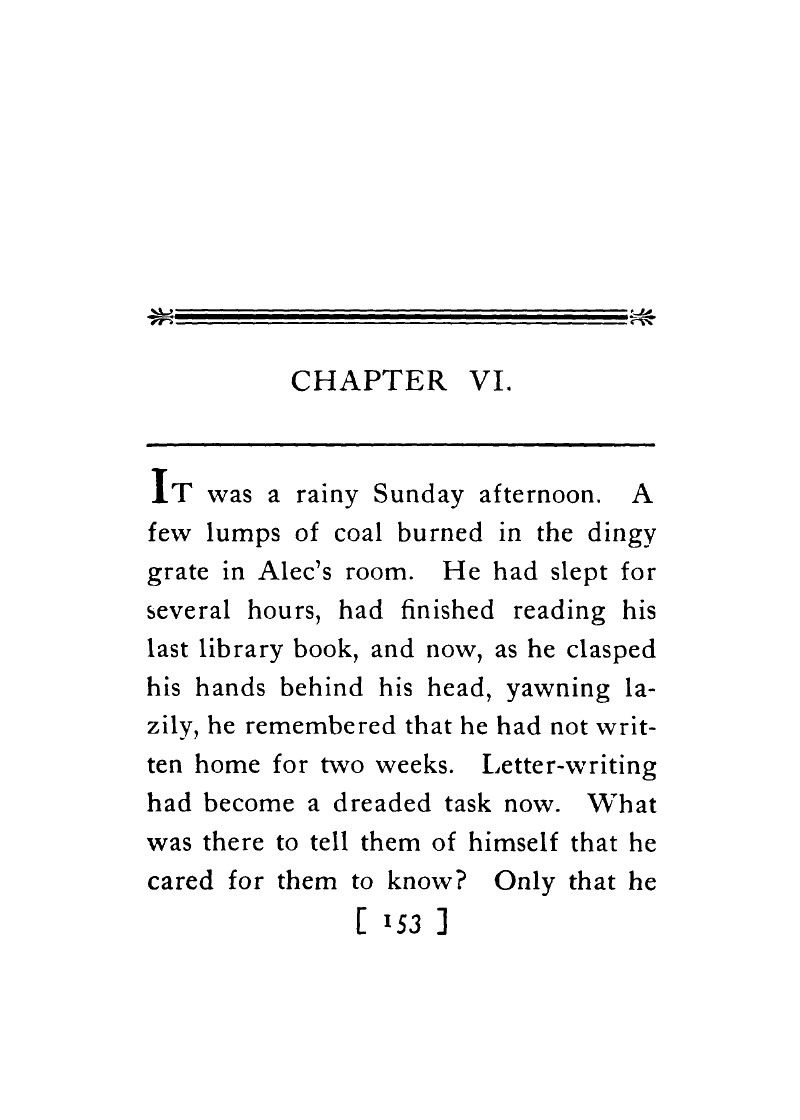 CHAPTER VI.
IT was a rainy Sunday afternoon. A
few lumps of coal burned in the dingy
grate in Alec's room. He had slept for
several hours, had finished reading his
last library book, and now, as he clasped
his hands behind his head, yawning la-
zily, he remembered that he had not writ-
ten home for two weeks. Letter-writing
had become a dreaded task now. What
was there to tell them of himself that he
cared for them to know? Only that he
[ 153 ]